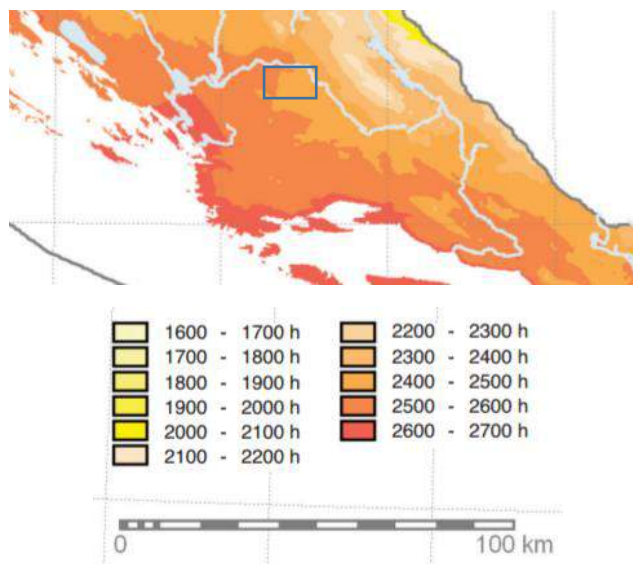 1600 - 1700 h
1700 - 1800 h
1800 - 1900 h
1900 - 2000 h
2000 - 2100 h
2100 - 2200 h
2200 - 2300 h
2300 - 2400 h
2400 - 2500 h
2500 - 2600 h
2600 - 2700 h
0 100 km